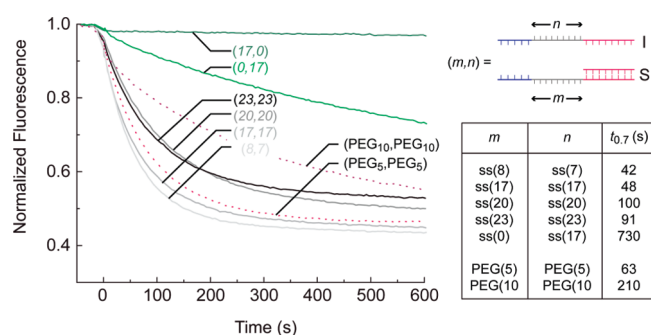 Normalized Fluorescence
1.0
0.8
0.6
0.4
0
100
200
300
400
500
600
Time (s)
(17,0)
(0,17)
(23,23)
(20,20)
(17,17)
(8,7)
(PEG10,PEG10)
(PEG5,PEG5)
n
I
(m,n) =
S
m
m n t0.7 (s)
ss(8) ss(7) 42
ss(17) ss(17) 48
ss(20) ss(20) 100
ss(23) ss(23) 91
ss(0) ss(17) 730
PEG(5) PEG(5) 63
PEG(10 PEG(10 210